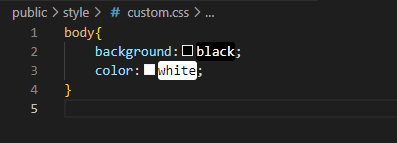 public > style > # custom.css > ...
1 body{
2     background: black;
3     color: white;
4 }
5